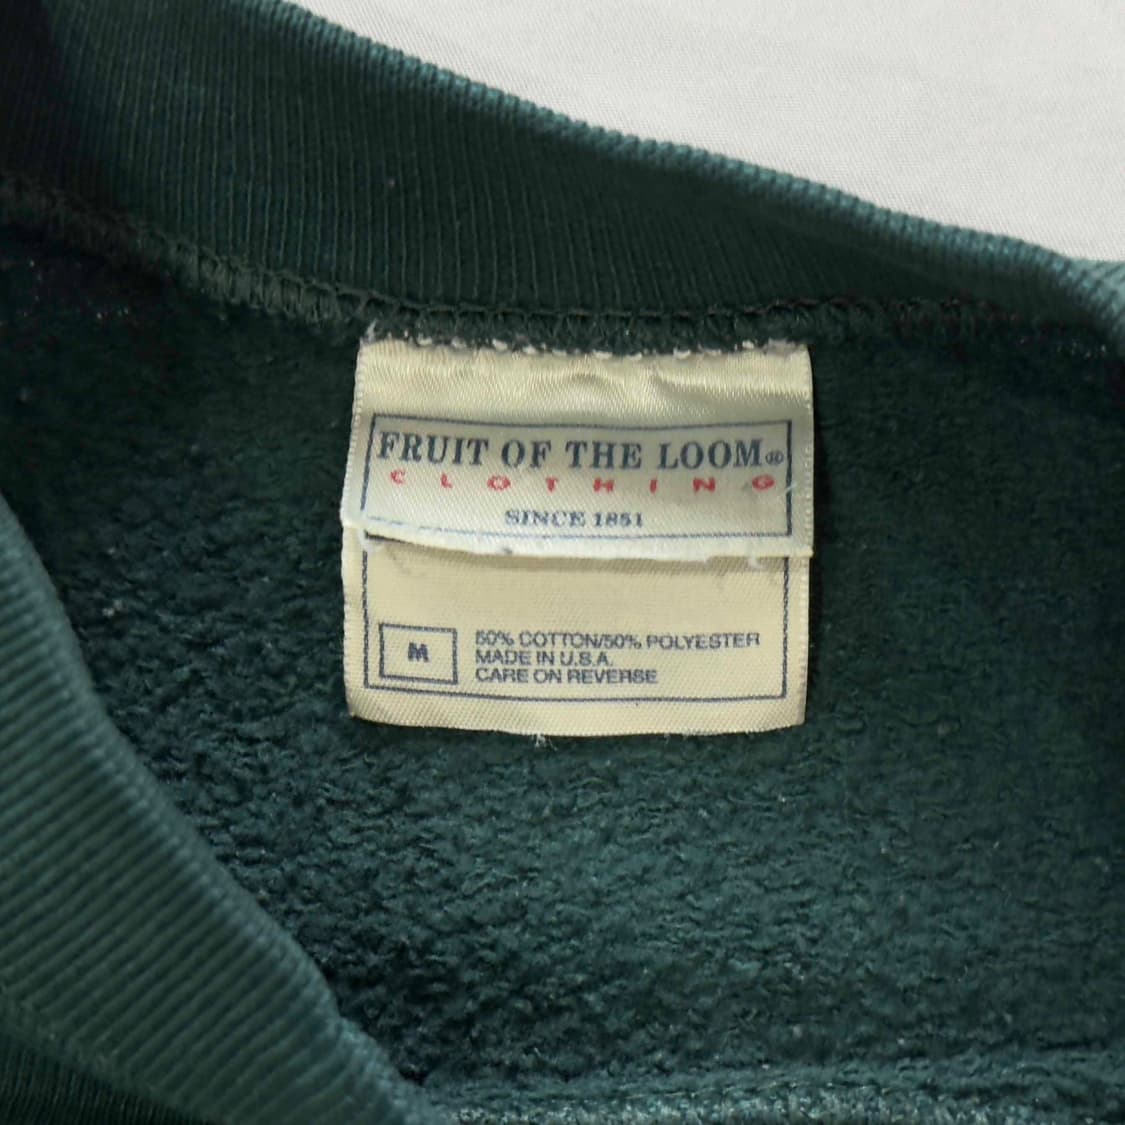 FRUIT OF THE LOOM®
CLOTHING
SINCE 1851
M
50% COTTON/50% POLYESTER
MADE IN U.S.A.
CARE ON REVERSE